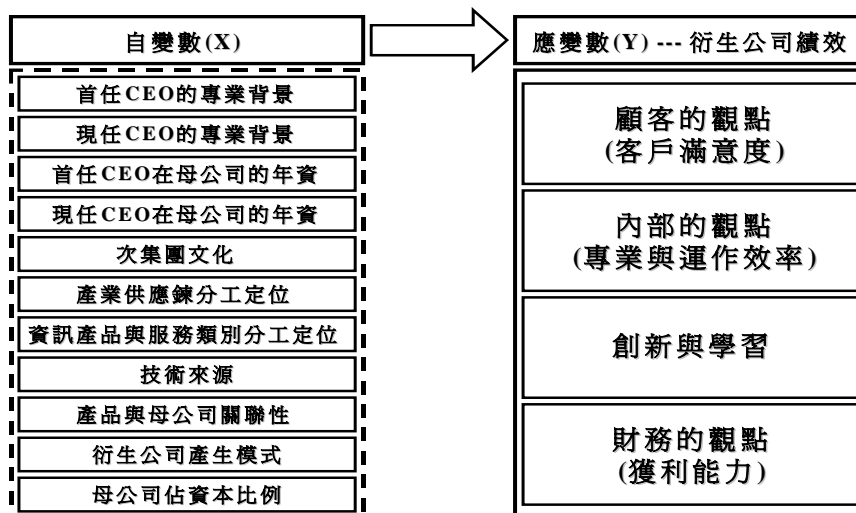 自變數(X)
首任CEO的專業背景
現任CEO的專業背景
首任CEO在母公司的年資
現任CEO在母公司的年資
次集團文化
產業供應鍊分工定位
資訊產品與服務類別分工定位
技術來源
產品與母公司關聯性
衍生公司產生模式
母公司佔資本比例
應變數(Y) --- 衍生公司績效
顧客的觀點
(客戶滿意度)
內部的觀點
(專業與運作效率)
創新與學習
財務的觀點
(獲利能力)